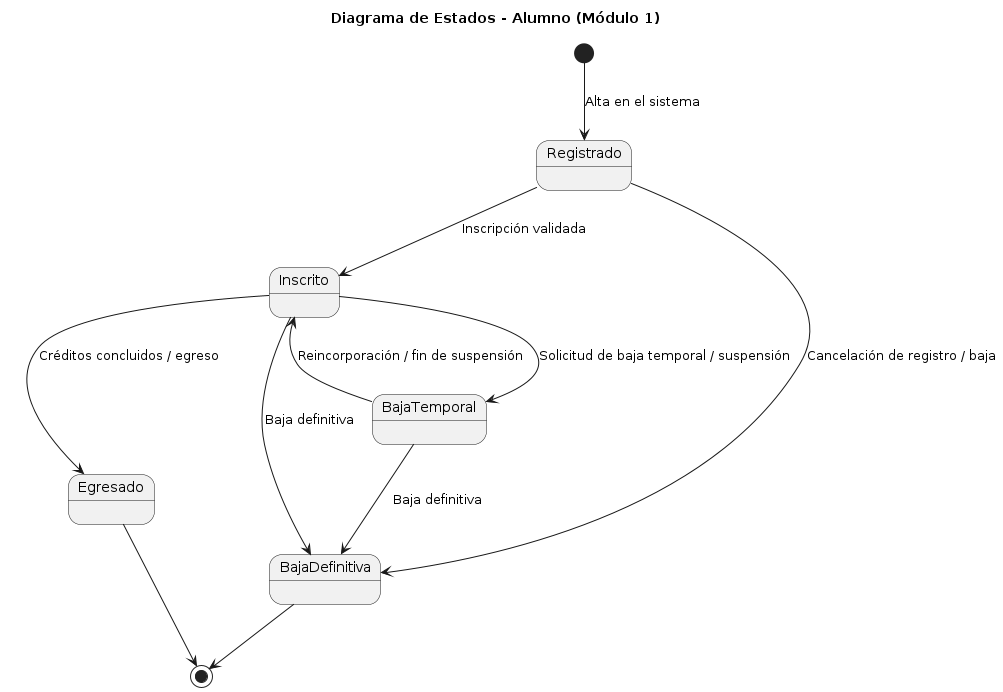 Diagrama de Estados - Alumno (Módulo 1)
Alta en el sistema
Registrado
Inscripción validada
Inscrito
Créditos concluidos / egreso
Reincorporación / fin de suspensión
Solicitud de baja temporal / suspensión
Cancelación de registro / baja
BajaTemporal
Baja definitiva
Egresado
Baja definitiva
BajaDefinitiva